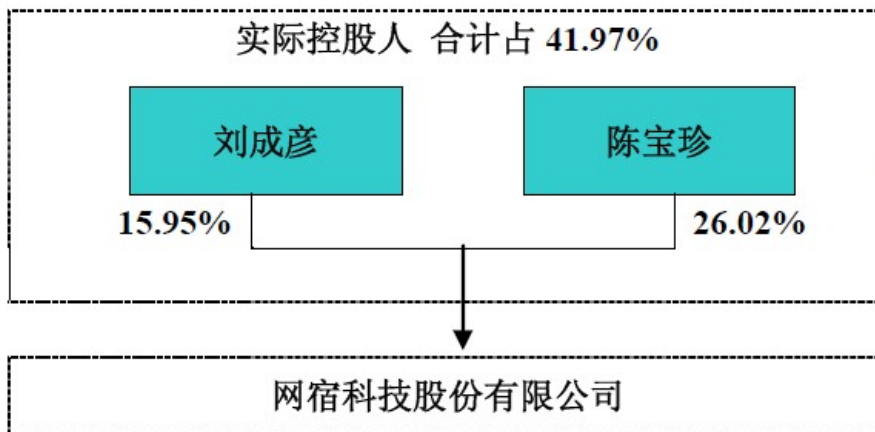 实际控股人 合计占 41.97%
刘成彦
陈宝珍
15.95%
26.02%
网宿科技股份有限公司